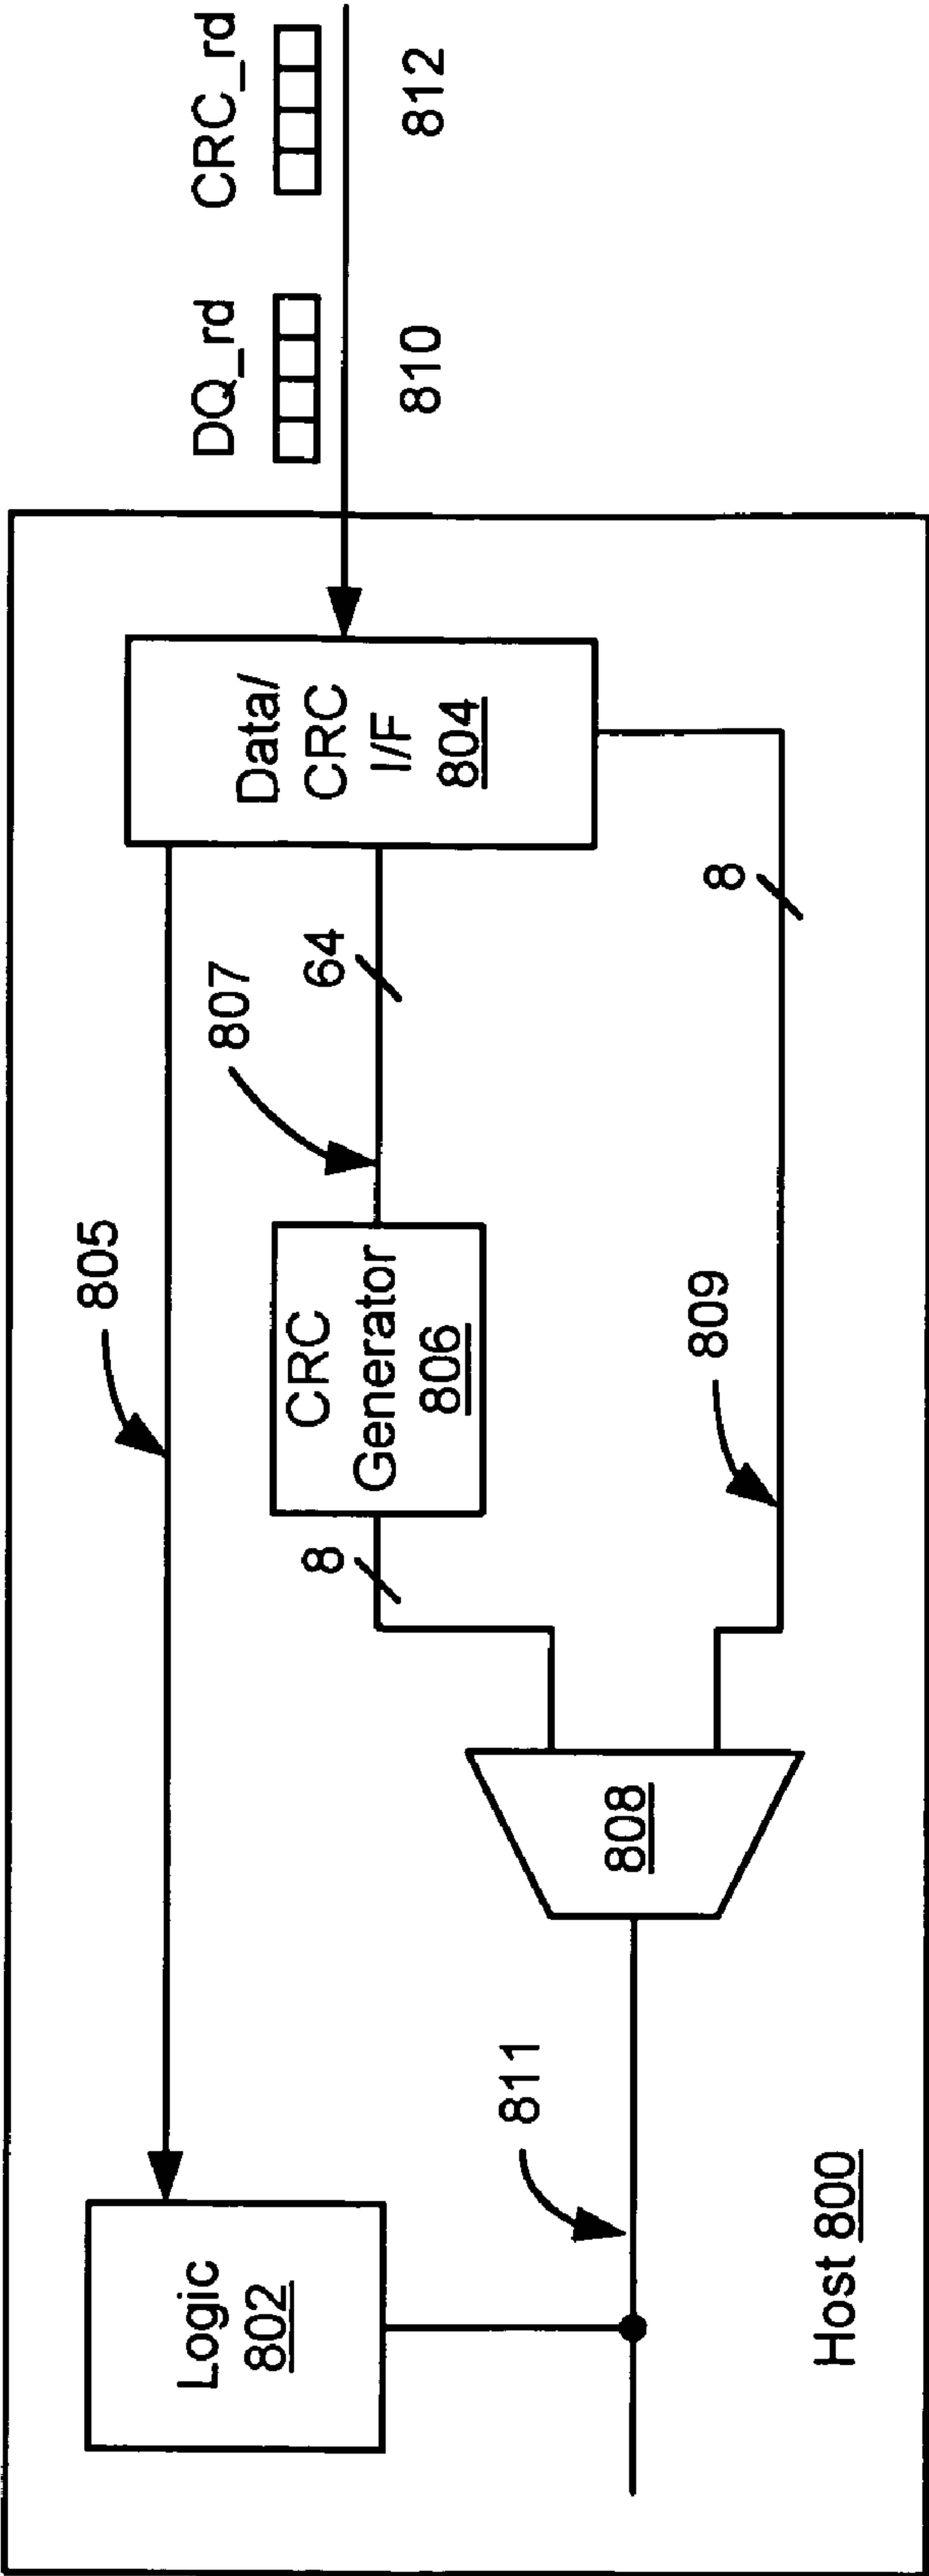 805
Logic
802
807
64
Data/
CRC
I/F
804
DQ_rd
CRC_rd
810
812
8
CRC
Generator
806
811
808
809
8
Host 800